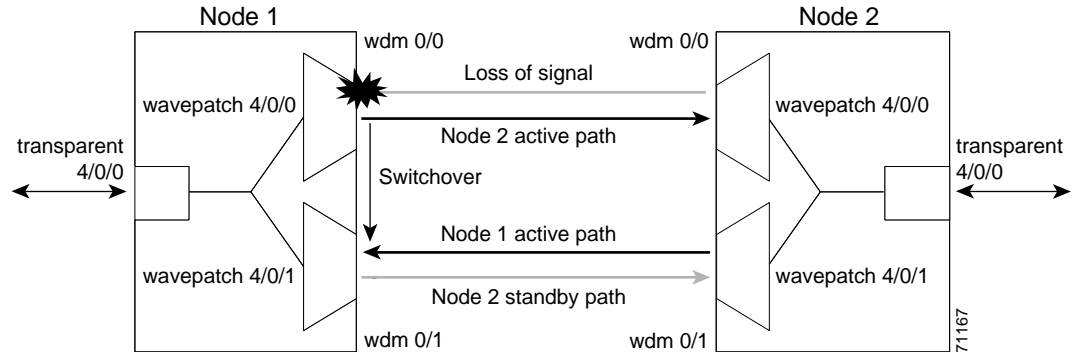 Node 1
Node 2
wdm 0/0
wdm 0/0
Loss of signal
wavepatch 4/0/0
wavepatch 4/0/0
Node 2 active path
transparent
4/0/0
transparent
4/0/0
Switchover
Node 1 active path
wavepatch 4/0/1
wavepatch 4/0/1
Node 2 standby path
wdm 0/1
wdm 0/1
71167